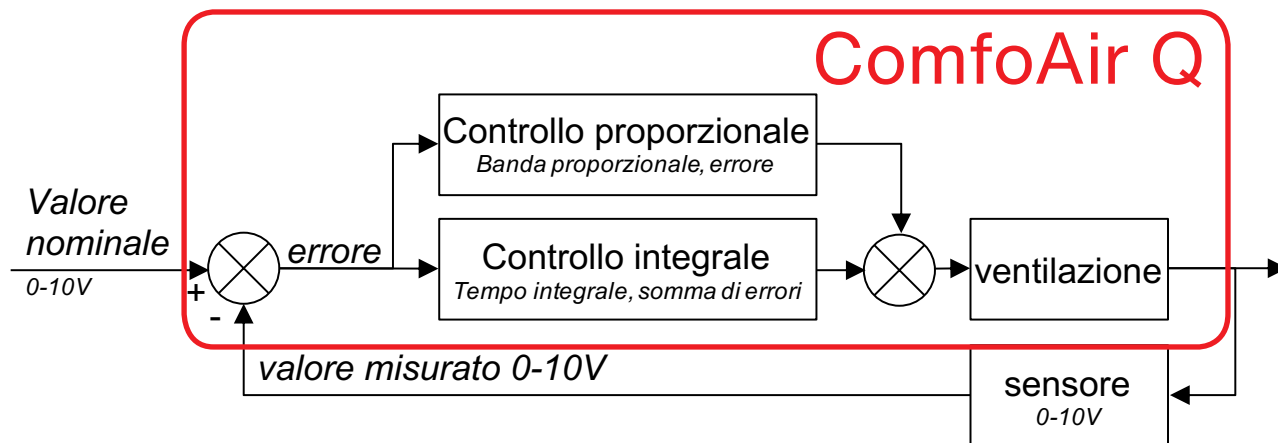 ComfoAir Q
Controllo proporzionale
Banda proporzionale, errore
Valore
nominale
0-10V
+
-
errore
Controllo integrale
Tempo integrale, somma di errori
ventilazione
valore misurato 0-10V
sensore
0-10V